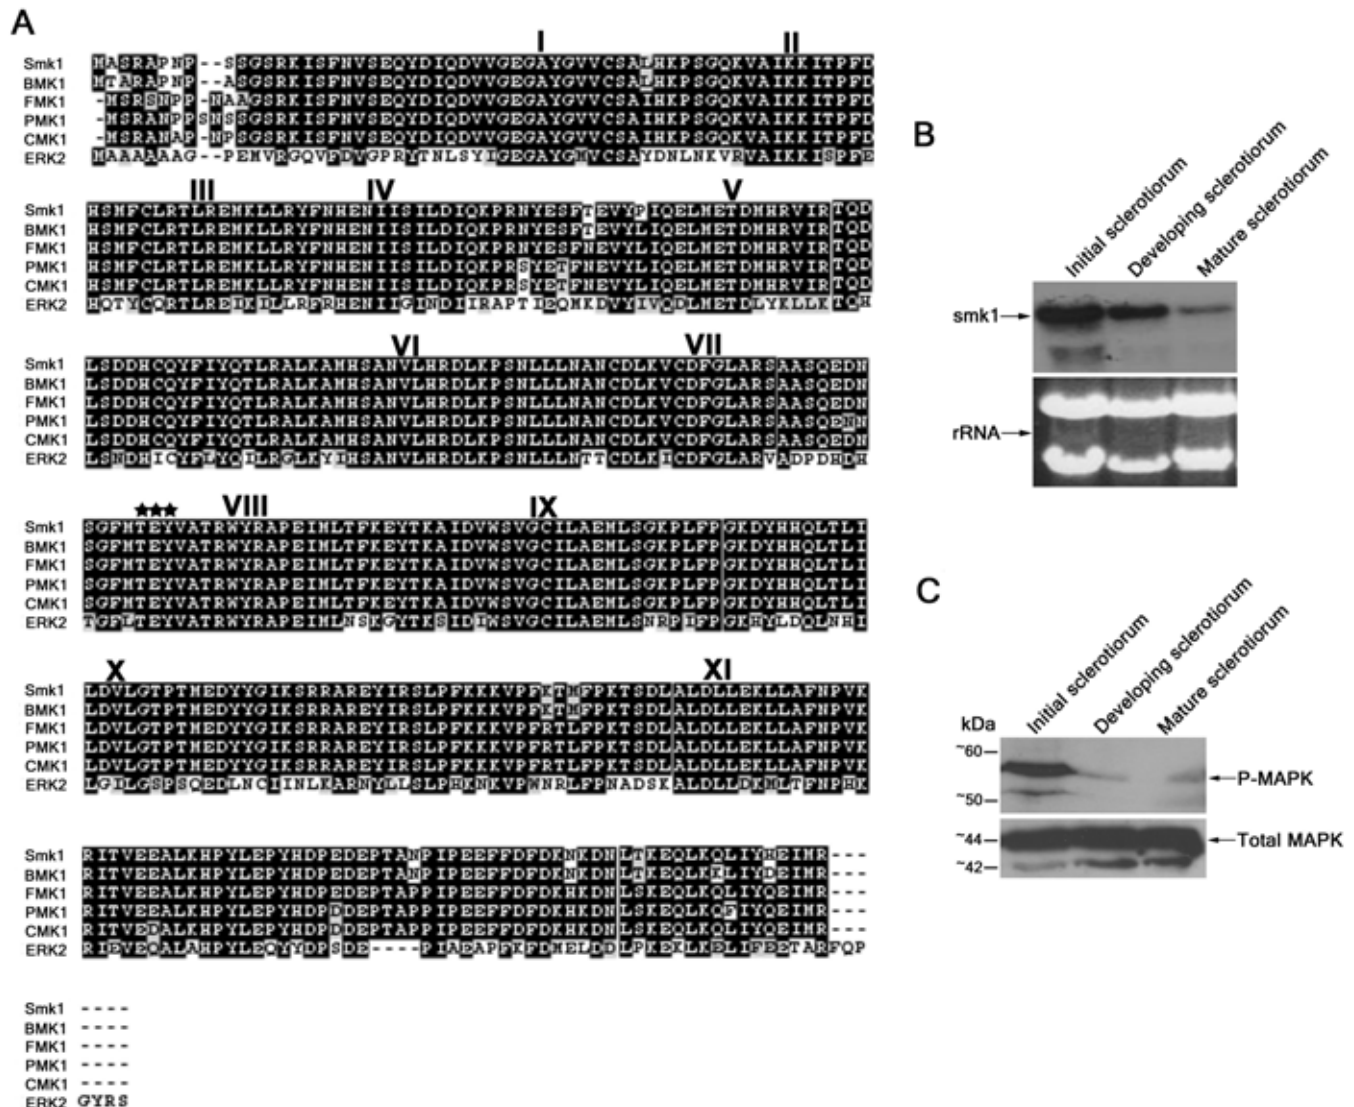 A
I II
Smk1 MASRAPNP--SSGSRKISFNVSEQYDIQDVVGEGAYGVVCSALHKPSGQKVAIKKITPFD
BMK1 MTARAPNP--ASGSRKISFNVSEQYDIQDVVGEGAYGVVCSALHKPSGQKVAIKKITPFD
FMK1 -MSRSNPP-NAAGSRKISFNVSEQYDIQDVVGEGAYGVVCSAIHKPSGQKVAIKKITPFD
PMK1 -MSRANPPSNSSGSRKISFNVSEQYDIQDVVGEGAYGVVCSAIHKPSGQKVAIKKITPFD
CMK1 -MSRANAP-NPSGSRKISFNVSEQYDIQDVVGEGAYGVVCSAIHKPSGQKVAIKKITPFD
ERK2 MAAAAAAG--PEMVRGQVFDVGPRYTNLSYIGEGAYGMVCSAYDNLNKVRVAIKKISPFE
III IV V
Smk1 HSMFCLRTLREMKLLRYFNHENIISILDIQKPRNYESFTEVYPIQELMETDMHRVIRTQD
BMK1 HSMFCLRTLREMKLLRYFNHENIISILDIQKPRNYESFTEVYLIQELMETDMHRVIRTQD
FMK1 HSMFCLRTLREMKLLRYFNHENIISILDIQKPRNYESFNEVYLIQELMETDMHRVIRTQD
PMK1 HSMFCLRTLREMKLLRYFNHENIISILDIQKPRSYETFNEVYLIQELMETDMHRVIRTQD
CMK1 HSMFCLRTLREMKLLRYFNHENIISILDIQKPRSYETFNEVYLIQELMETDMHRVIRTQD
ERK2 HQTYCQRTLREIKILLRFRHENIIGINDIIRAPTIEQMKDVYIVQDLMETDLYKLLKTQH
VI VII
Smk1 LSDDHCQYFIYQTLRALKAMHSANVLHRDLKPSNLLLNANCDLKVCDFGLARSAASQEDN
BMK1 LSDDHCQYFIYQTLRALKAMHSANVLHRDLKPSNLLLNANCDLKVCDFGLARSAASQEDN
FMK1 LSDDHCQYFIYQTLRALKAMHSANVLHRDLKPSNLLLNANCDLKVCDFGLARSAASQEDN
PMK1 LSDDHCQYFIYQTLRALKAMHSANVLHRDLKPSNLLLNANCDLKVCDFGLARSAASQENN
CMK1 LSDDHCQYFIYQTLRALKAMHSANVLHRDLKPSNLLLNANCDLKVCDFGLARSAASQEDN
ERK2 LSNDHICYFLYQILRGLKYIHSANVLHRDLKPSNLLLNTTCDLKICDFGLARVADPDHDH
★★★ VIII IX
Smk1 SGFMTEYVATRWYRAPEIMLTFKEYTKAIDVWSVGCILAEMLSGKPLFPGKDYHHQLTLI
BMK1 SGFMTEYVATRWYRAPEIMLTFKEYTKAIDVWSVGCILAEMLSGKPLFPGKDYHHQLTLI
FMK1 SGFMTEYVATRWYRAPEIMLTFKEYTKAIDVWSVGCILAEMLSGKPLFPGKDYHHQLTLI
PMK1 SGFMTEYVATRWYRAPEIMLTFKEYTKAIDVWSVGCILAEMLSGKPLFPGKDYHHQLTLI
CMK1 SGFMTEYVATRWYRAPEIMLTFKEYTKAIDVWSVGCILAEMLSGKPLFPGKDYHHQLTLI
ERK2 TGFLTEYVATRWYRAPEIMLNSKGYTKSIDIWSVGCILAEMLSNRPIFPGKHYLDQLNHI
X XI
Smk1 LDVLGTPTMEDYYGIKSRRAREYIRSLPFKKKVPFKTMFPKTSDLALDLLEKLLAFNPVK
BMK1 LDVLGTPTMEDYYGIKSRRAREYIRSLPFKKKVPFKTMFPKTSDLALDLLEKLLAFNPVK
FMK1 LDVLGTPTMEDYYGIKSRRAREYIRSLPFKKKVPFRTLFPKTSDLALDLLEKLLAFNPVK
PMK1 LDVLGTPTMEDYYGIKSRRAREYIRSLPFKKKVPFRTLFPKTSDLALDLLEKLLAFNPVK
CMK1 LDVLGTPTMEDYYGIKSRRAREYIRSLPFKKKVPFRTLFPKTSDLALDLLEKLLAFNPVK
ERK2 LGILGSPSQEDLNCIINLKARNYLLSLPHKNKVPWNRLFPNADSKALDLLDKMLTFNPHK
Smk1 RITVEEALKHPYLEPYHDPEDEPTANPIPEEFFDFDKNKDNLTKEQLKQLIYHEIMR---
BMK1 RITVEEALKHPYLEPYHDPEDEPTANPIPEEFFDFDKNKDNLTKEQLKKLIYDEIMR---
FMK1 RITVEEALKHPYLEPYHDPEDEPTAPPIPEEFFDFDKHKDNLSKEQLKQLIYQEIMR---
PMK1 RITVEEALKHPYLEPYHDPDDEPTAPPIPEEFFDFDKHKDNLSKEQLKQFIYQEIMR---
CMK1 RITVEDALKHPYLEPYHDPDDEPTAPPIPEEFFDFDKHKDNLSKEQLKQLIYQEIMR---
ERK2 RIEVEQALAHPYLEQYYDPSDE----PIAEAPFKFDMELDDLPKEKLKELIFEETARFQP
Smk1 ----
BMK1 ----
FMK1 ----
PMK1 ----
CMK1 ----
ERK2 GYRS
B
Initial sclerotiorum
Developing sclerotiorum
Mature sclerotiorum
smk1
rRNA
C
Initial sclerotiorum
Developing sclerotiorum
Mature sclerotiorum
kDa
~60
~50
P-MAPK
~44
~42
Total MAPK